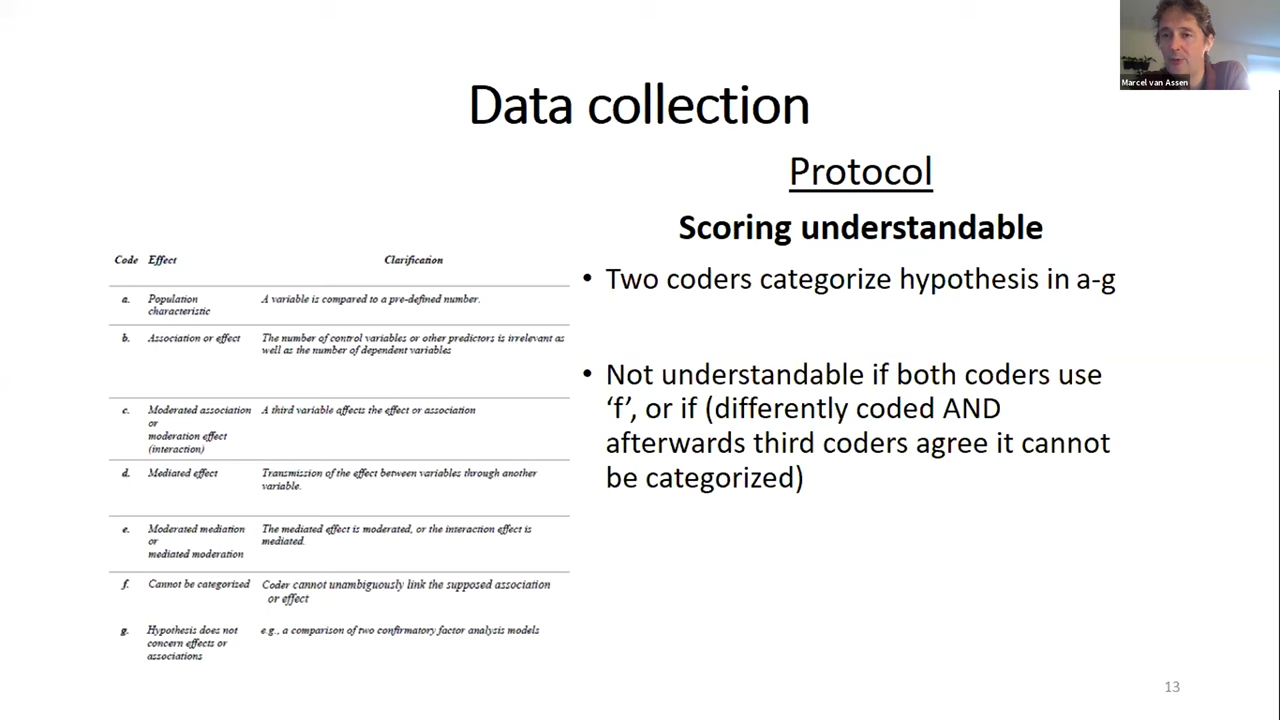 Marcel van Assen
Data collection
Protocol
Scoring understandable
• Two coders categorize hypothesis in a-g
• Not understandable if both coders use
‘f’, or if (differently coded AND
afterwards third coders agree it cannot
be categorized)
Code Effect Clarification
a. Population A variable is compared to a pre-defined number.
characteristic
b. Association or effect The number of control variables or other predictors is irrelevant as
well as the number of dependent variables
c. Moderated association A third variable affects the effect or association
or
moderation effect
(interaction)
d. Mediated effect Transmission of the effect between variables through another
variable.
e. Moderated mediation The mediated effect is moderated, or the interaction effect is
or mediated.
mediated moderation
f. Cannot be categorized Coder cannot unambiguously link the supposed association
or effect
g. Hypothesis does not e.g., a comparison of two confirmatory factor analysis models
concern effects or
associations
13